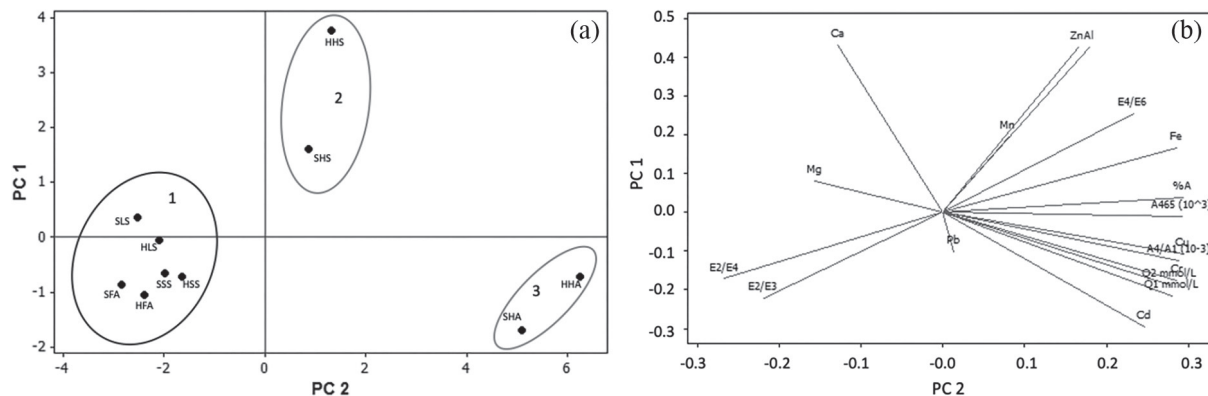 (a)
PC 1
4
3
2
1
0
-1
-2
HHS
2
SHS
1
SLS
HLS
SSS
HSS
SFA
HFA
3
HHA
SHA
-4
-2
0
2
4
6
PC 2
(b)
PC 1
0.5
0.4
0.3
0.2
0.1
0.0
-0.1
-0.2
-0.3
Ca
ZnAl
E4/E6
Mn
Fe
Mg
%A
A465 (10^3)
Pb
Cu
A4/A1 (10-3)
E2/E4
Cr
Q2 mmol/L
E2/E3
Q1 mmol/L
Cd
-0.3
-0.2
-0.1
-0.0
0.1
0.2
0.3
PC 2